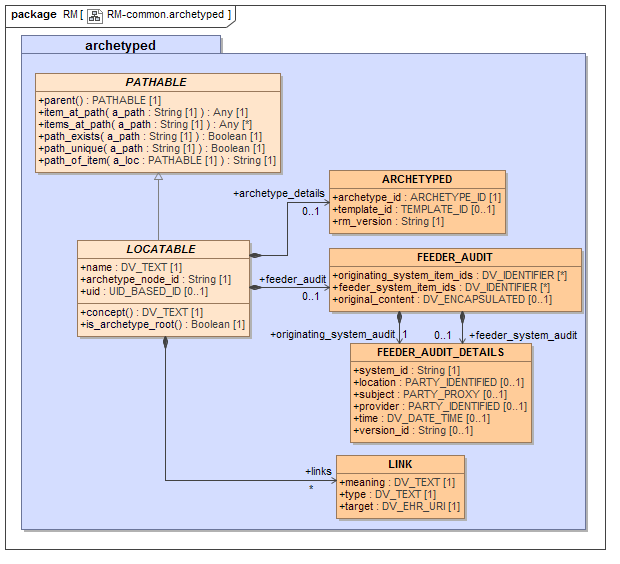 package RM [ RM-common.archetyped ]
archetyped
PATHABLE
+parent() : PATHABLE [1]
+item_at_path( a_path : String [1] ) : Any [1]
+items_at_path( a_path : String [1] ) : Any [*]
+path_exists( a_path : String [1] ) : Boolean [1]
+path_unique( a_path : String [1] ) : Boolean [1]
+path_of_item( a_loc : PATHABLE [1] ) : String [1]
+archetype_details
0..1
ARCHETYPED
+archetype_id : ARCHETYPE_ID [1]
+template_id : TEMPLATE_ID [0..1]
+rm_version : String [1]
LOCATABLE
+name : DV_TEXT [1]
+archetype_node_id : String [1]
+uid : UID_BASED_ID [0..1]
+concept() : DV_TEXT [1]
+is_archetype_root() : Boolean [1]
+feeder_audit
0..1
FEEDER_AUDIT
+originating_system_item_ids : DV_IDENTIFIER [*]
+feeder_system_item_ids : DV_IDENTIFIER [*]
+original_content : DV_ENCAPSULATED [0..1]
+originating_system_audit 1
0..1 +feeder_system_audit
FEEDER_AUDIT_DETAILS
+system_id : String [1]
+location : PARTY_IDENTIFIED [0..1]
+subject : PARTY_PROXY [0..1]
+provider : PARTY_IDENTIFIED [0..1]
+time : DV_DATE_TIME [0..1]
+version_id : String [0..1]
+links
*
LINK
+meaning : DV_TEXT [1]
+type : DV_TEXT [1]
+target : DV_EHR_URI [1]